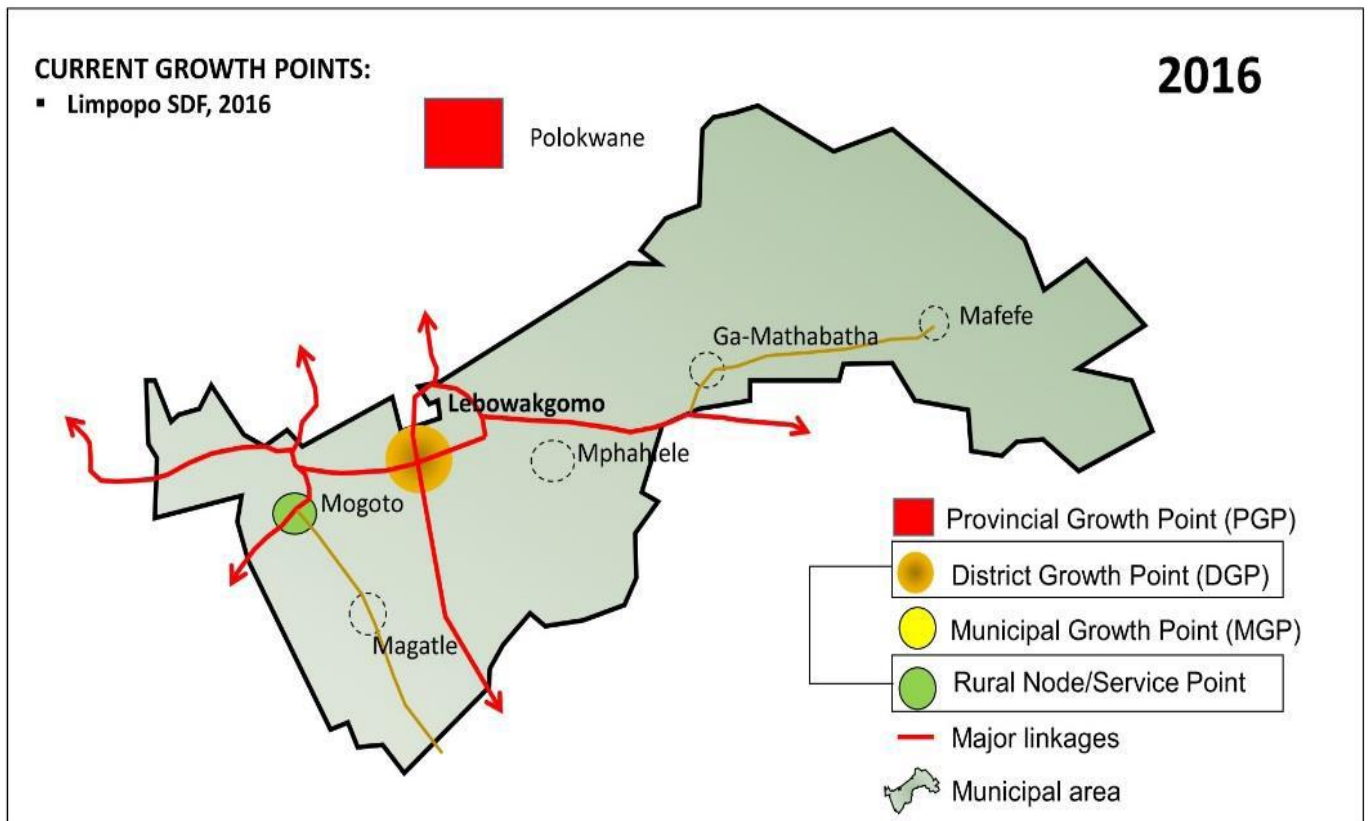 CURRENT GROWTH POINTS:
▪ Limpopo SDF, 2016
2016
Polokwane
Mafefe
Ga-Mathabatha
Lebowakgomo
Mphahlele
Mogoto
Magatle
Provincial Growth Point (PGP)
District Growth Point (DGP)
Municipal Growth Point (MGP)
Rural Node/Service Point
Major linkages
Municipal area